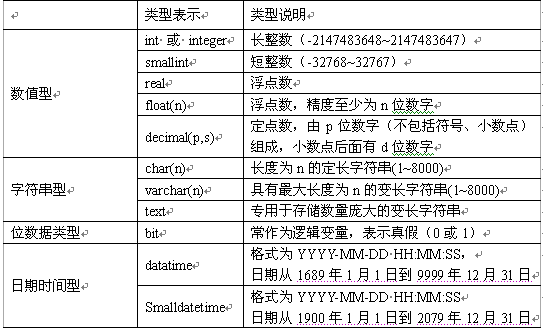 类型表示 类型说明
数值型
int 或 integer 长整数（-2147483648~2147483647）
smallint 短整数（-32768~32767）
real 浮点数
float(n) 浮点数，精度至少为 n 位数字
decimal(p,s) 定点数，由 p 位数字（不包括符号、小数点）
组成，小数点后面有 d 位数字
字符串型
char(n) 长度为 n 的定长字符串(1~8000)
varchar(n) 具有最大长度为 n 的变长字符串(1~8000)
text 专用于存储数量庞大的变长字符串
位数据类型 bit 常作为逻辑变量，表示真假（0 或 1）
日期时间型
datatime 格式为 YYYY-MM-DD·HH:MM:SS，
日期从 1689 年 1 月 1 日到 9999 年 12 月 31 日
Smalldatetime 格式为 YYYY-MM-DD·HH:MM:SS
日期从 1900 年 1 月 1 日到 2079 年 12 月 31 日